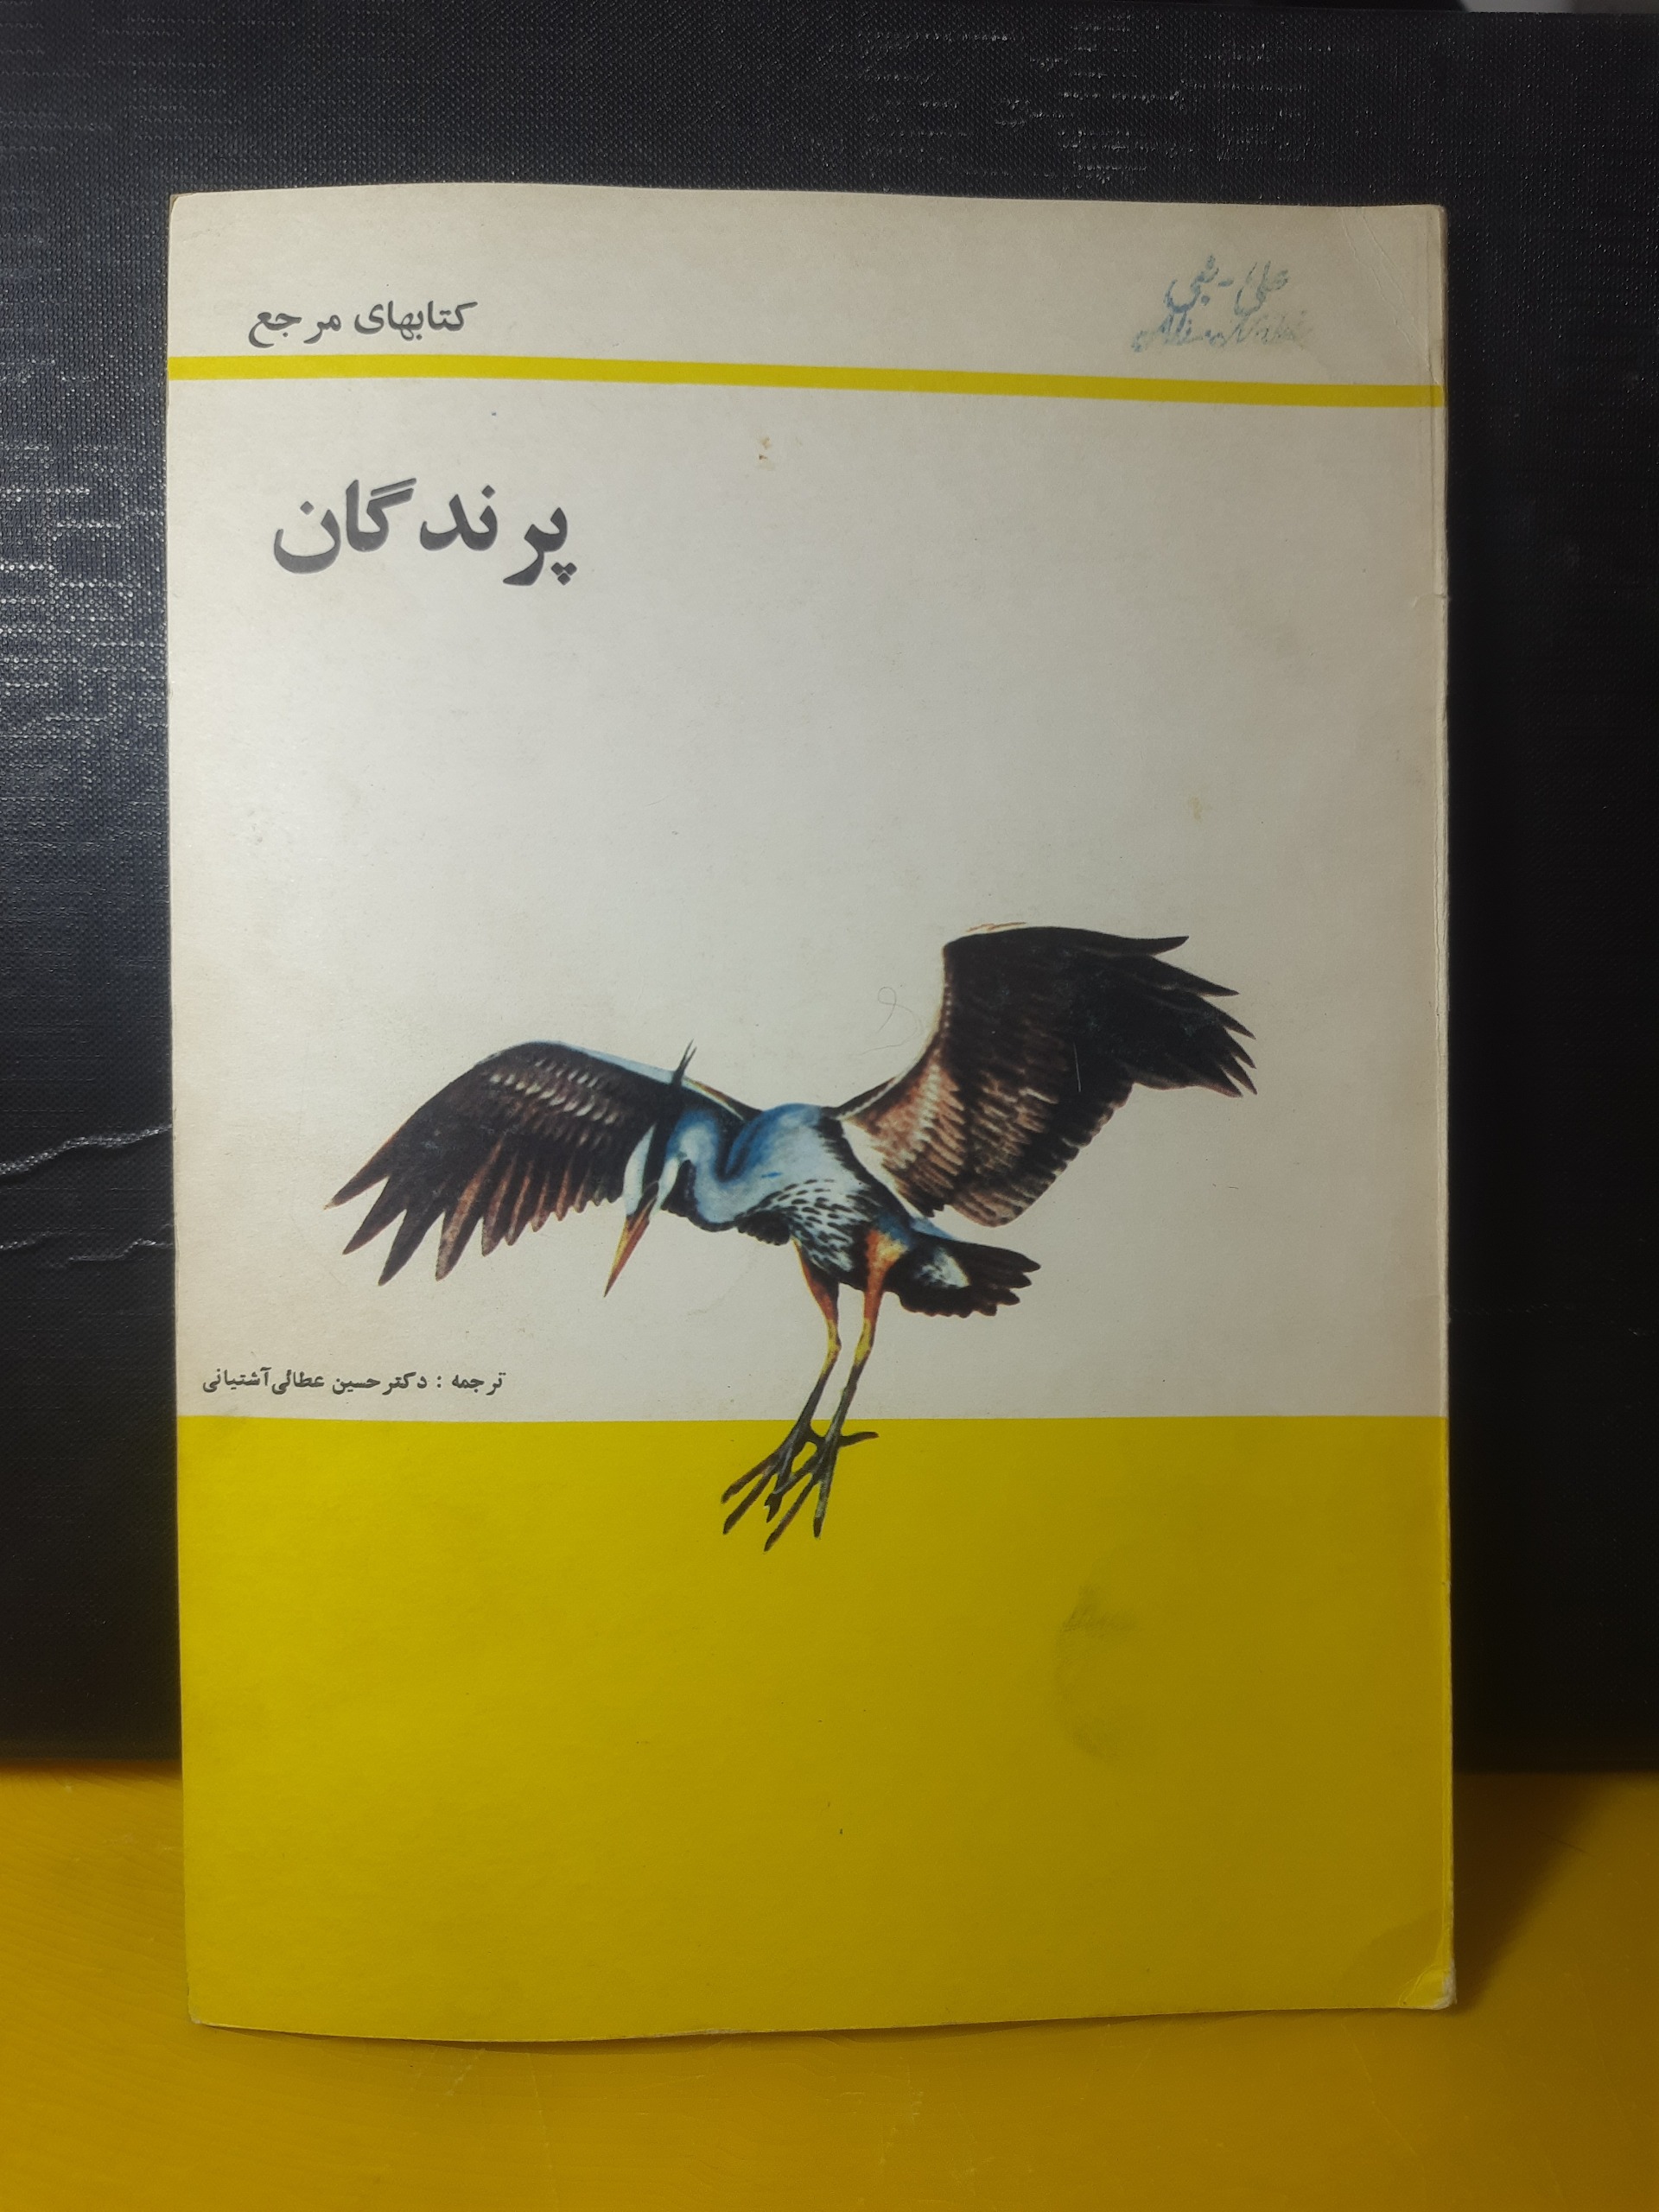 کتابهای مرجع
پرندگان
ترجمه : دکتر حسین عطائی آشتیانی